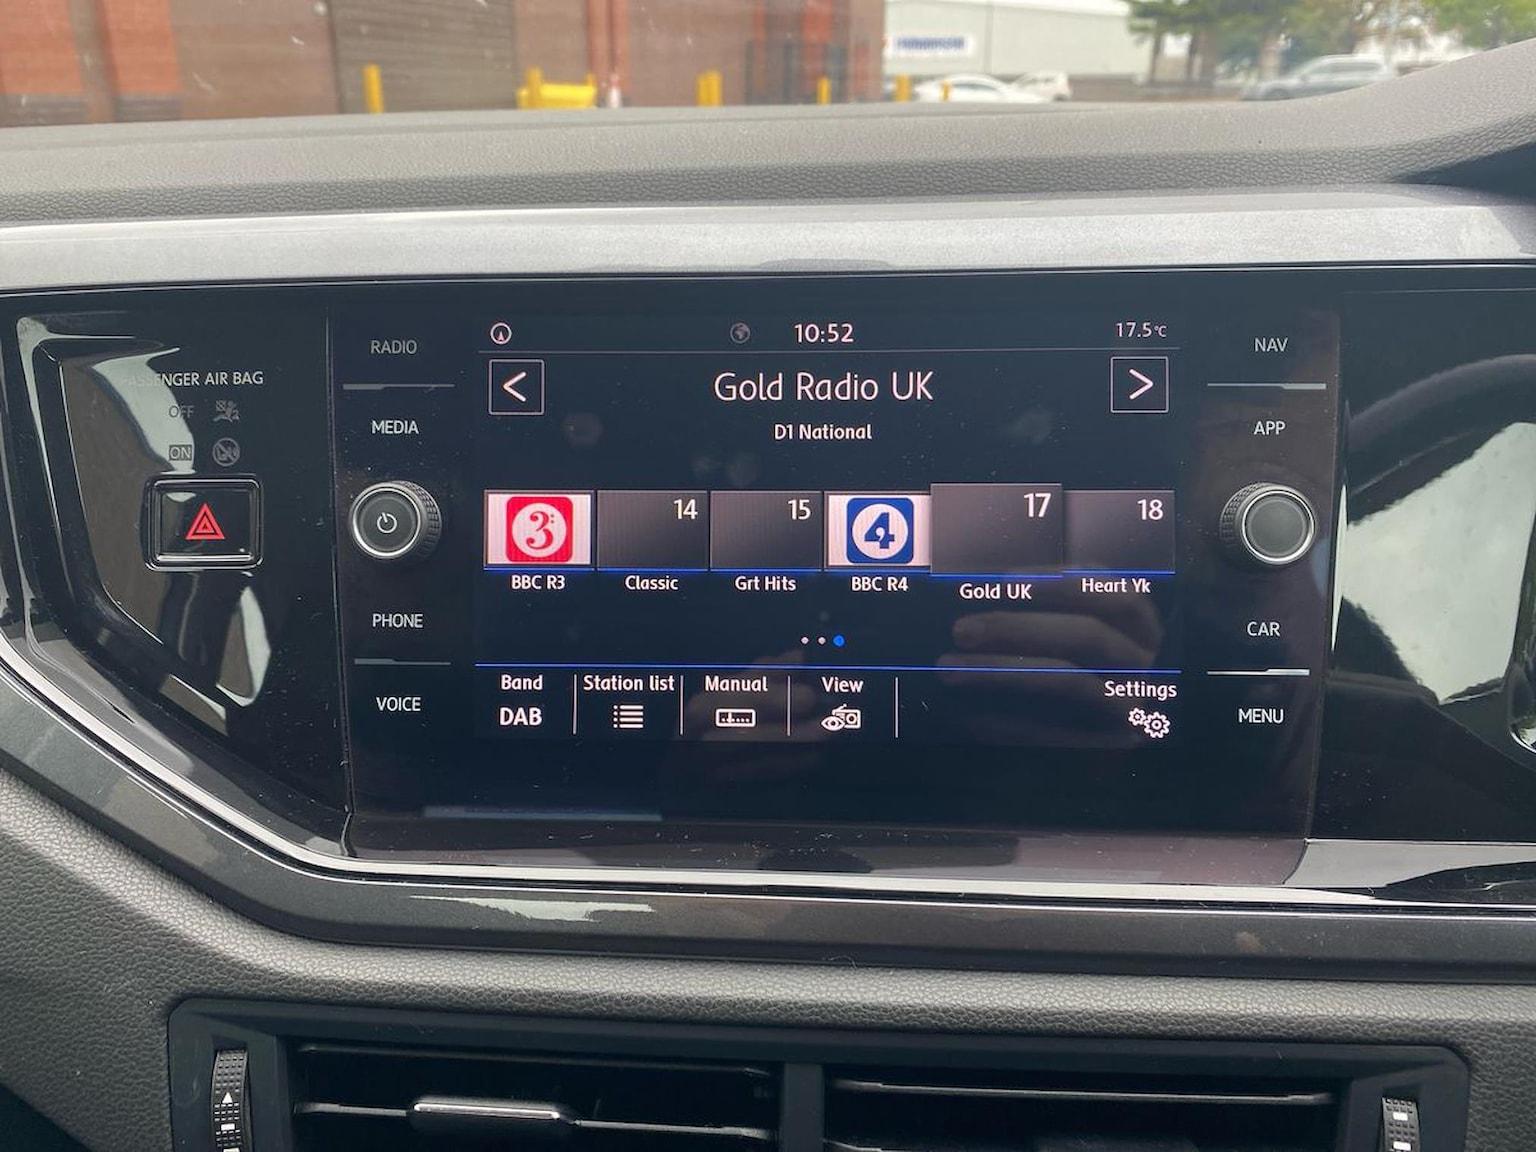 PASSENGER AIR BAG
OFF
ON
RADIO
MEDIA
PHONE
VOICE
10:52
17.5°C
Gold Radio UK
D1 National
3
14
15
4
17
18
BBC R3
Classic
Grt Hits
BBC R4
Gold UK
Heart Yk
Band
Station list
Manual
View
Settings
DAB
NAV
APP
CAR
MENU